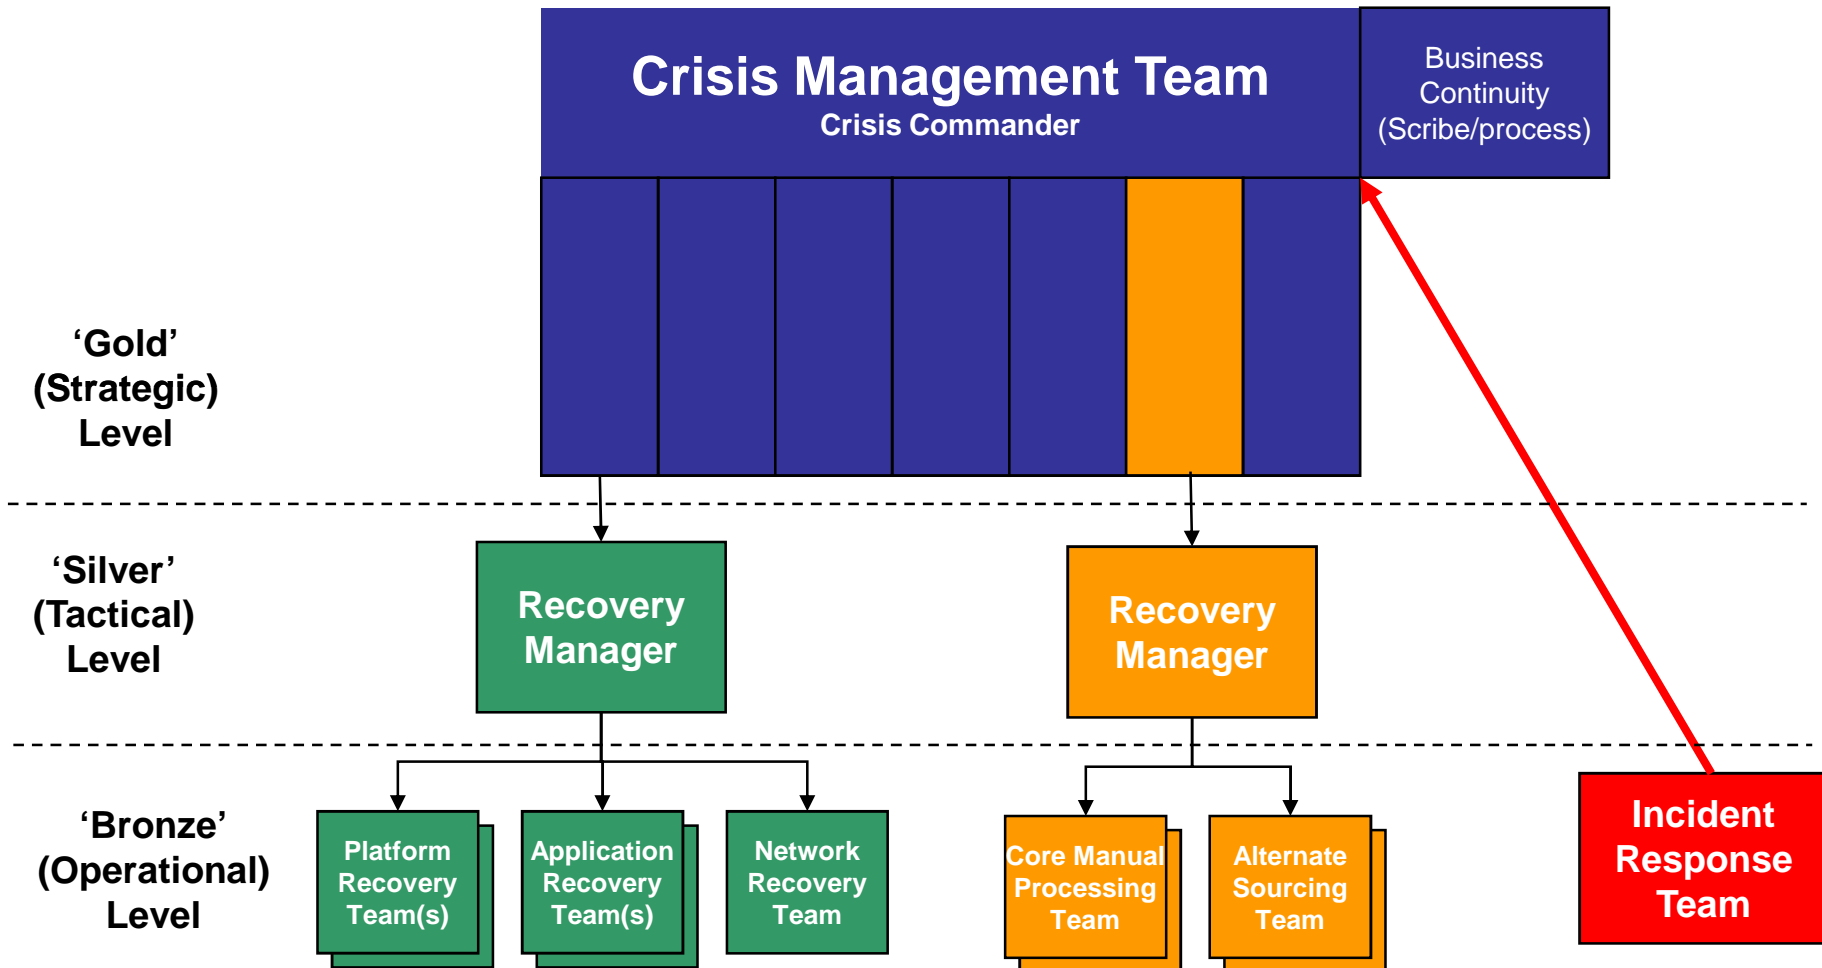 Crisis Management Team
Crisis Commander
Business
Continuity
(Scribe/process)
‘Gold’
(Strategic)
Level
‘Silver’
(Tactical)
Level
Recovery
Manager
Recovery
Manager
‘Bronze’
(Operational)
Level
Platform
Recovery
Team(s)
Application
Recovery
Team(s)
Network
Recovery
Team
Core Manual
Processing
Team
Alternate
Sourcing
Team
Incident
Response
Team